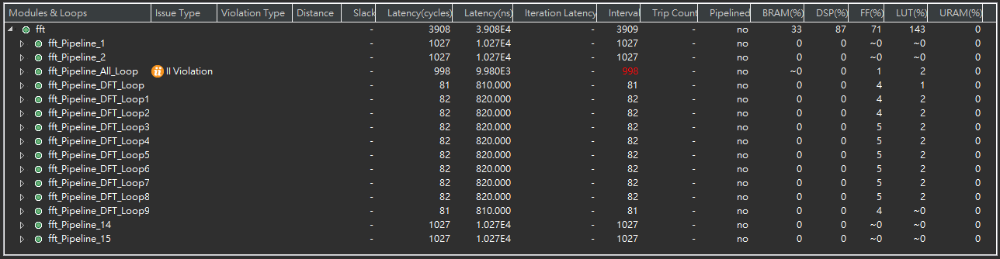 Modules & Loops Issue Type Violation Type Distance Slack Latency(cycles) Latency(ns) Iteration Latency Interval Trip Count Pipelined BRAM(%) DSP(%) FF(%) LUT(%) URAM(%)
fft - 3908 3.908E4 - 3909 - no 33 87 71 143 0
fft_Pipeline_1 - 1027 1.027E4 - 1027 - no 0 0 ~0 ~0 0
fft_Pipeline_2 - 1027 1.027E4 - 1027 - no 0 0 ~0 ~0 0
fft_Pipeline_All_Loop II Violation - 998 9.980E3 - 998 - no ~0 0 1 2 0
fft_Pipeline_DFT_Loop - 81 810.000 - 81 - no 0 0 4 1 0
fft_Pipeline_DFT_Loop1 - 82 820.000 - 82 - no 0 0 4 2 0
fft_Pipeline_DFT_Loop2 - 82 820.000 - 82 - no 0 0 4 2 0
fft_Pipeline_DFT_Loop3 - 82 820.000 - 82 - no 0 0 5 2 0
fft_Pipeline_DFT_Loop4 - 82 820.000 - 82 - no 0 0 5 2 0
fft_Pipeline_DFT_Loop5 - 82 820.000 - 82 - no 0 0 5 2 0
fft_Pipeline_DFT_Loop6 - 82 820.000 - 82 - no 0 0 5 2 0
fft_Pipeline_DFT_Loop7 - 82 820.000 - 82 - no 0 0 5 2 0
fft_Pipeline_DFT_Loop8 - 82 820.000 - 82 - no 0 0 5 2 0
fft_Pipeline_DFT_Loop9 - 81 810.000 - 81 - no 0 0 4 ~0 0
fft_Pipeline_14 - 1027 1.027E4 - 1027 - no 0 0 ~0 ~0 0
fft_Pipeline_15 - 1027 1.027E4 - 1027 - no 0 0 ~0 ~0 0